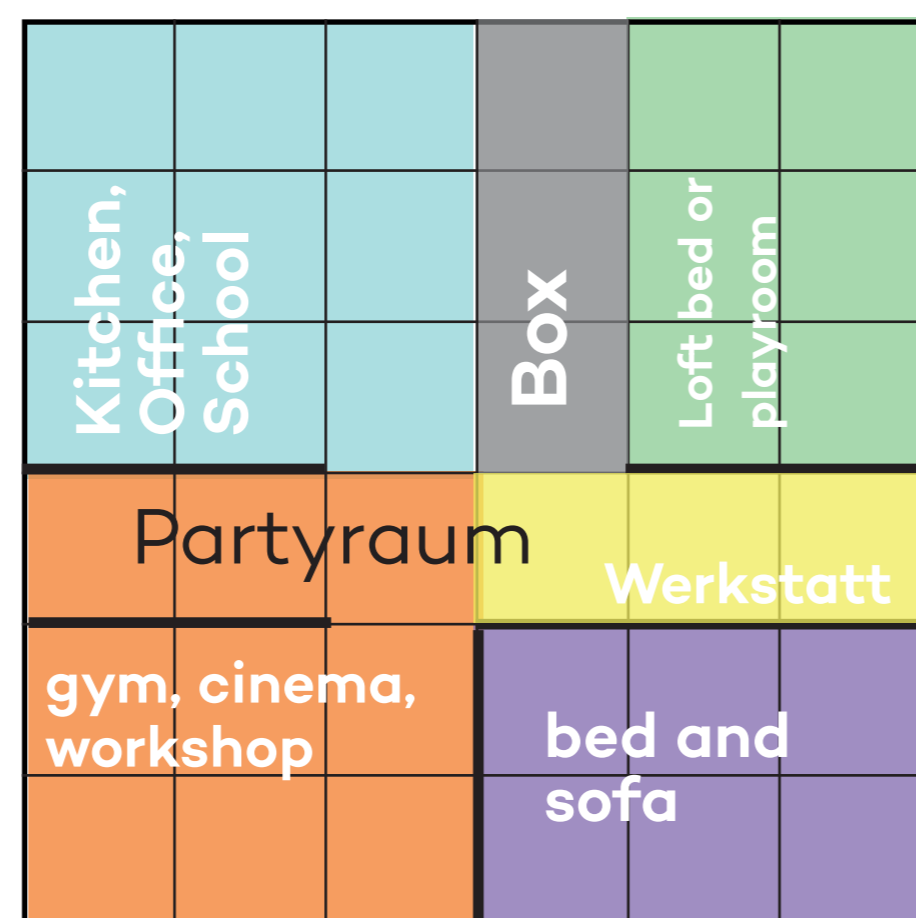 Kitchen,
Office,
School
Box
Loft bed or
playroom
Partyraum
Werkstatt
gym, cinema,
workshop
bed and
sofa